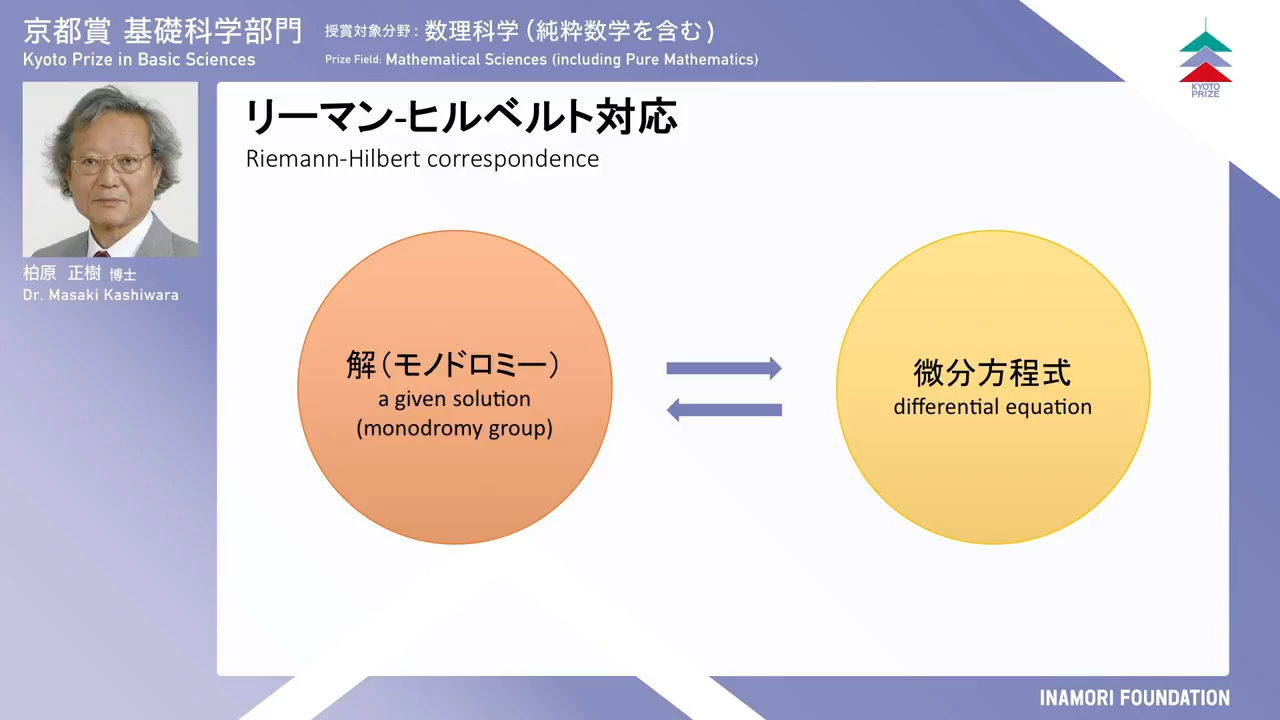 京都賞 基礎科学部門
授賞対象分野: 数理科学（純粋数学を含む）
Kyoto Prize in Basic Sciences
Prize Field: Mathematical Sciences (including Pure Mathematics)
KYOTO
PRIZE
リーマン-ヒルベルト対応
Riemann-Hilbert correspondence
柏原 正樹 博士
Dr. Masaki Kashiwara
解（モノドロミー）
a given solution
(monodromy group)
微分方程式
differential equation
INAMORI FOUNDATION